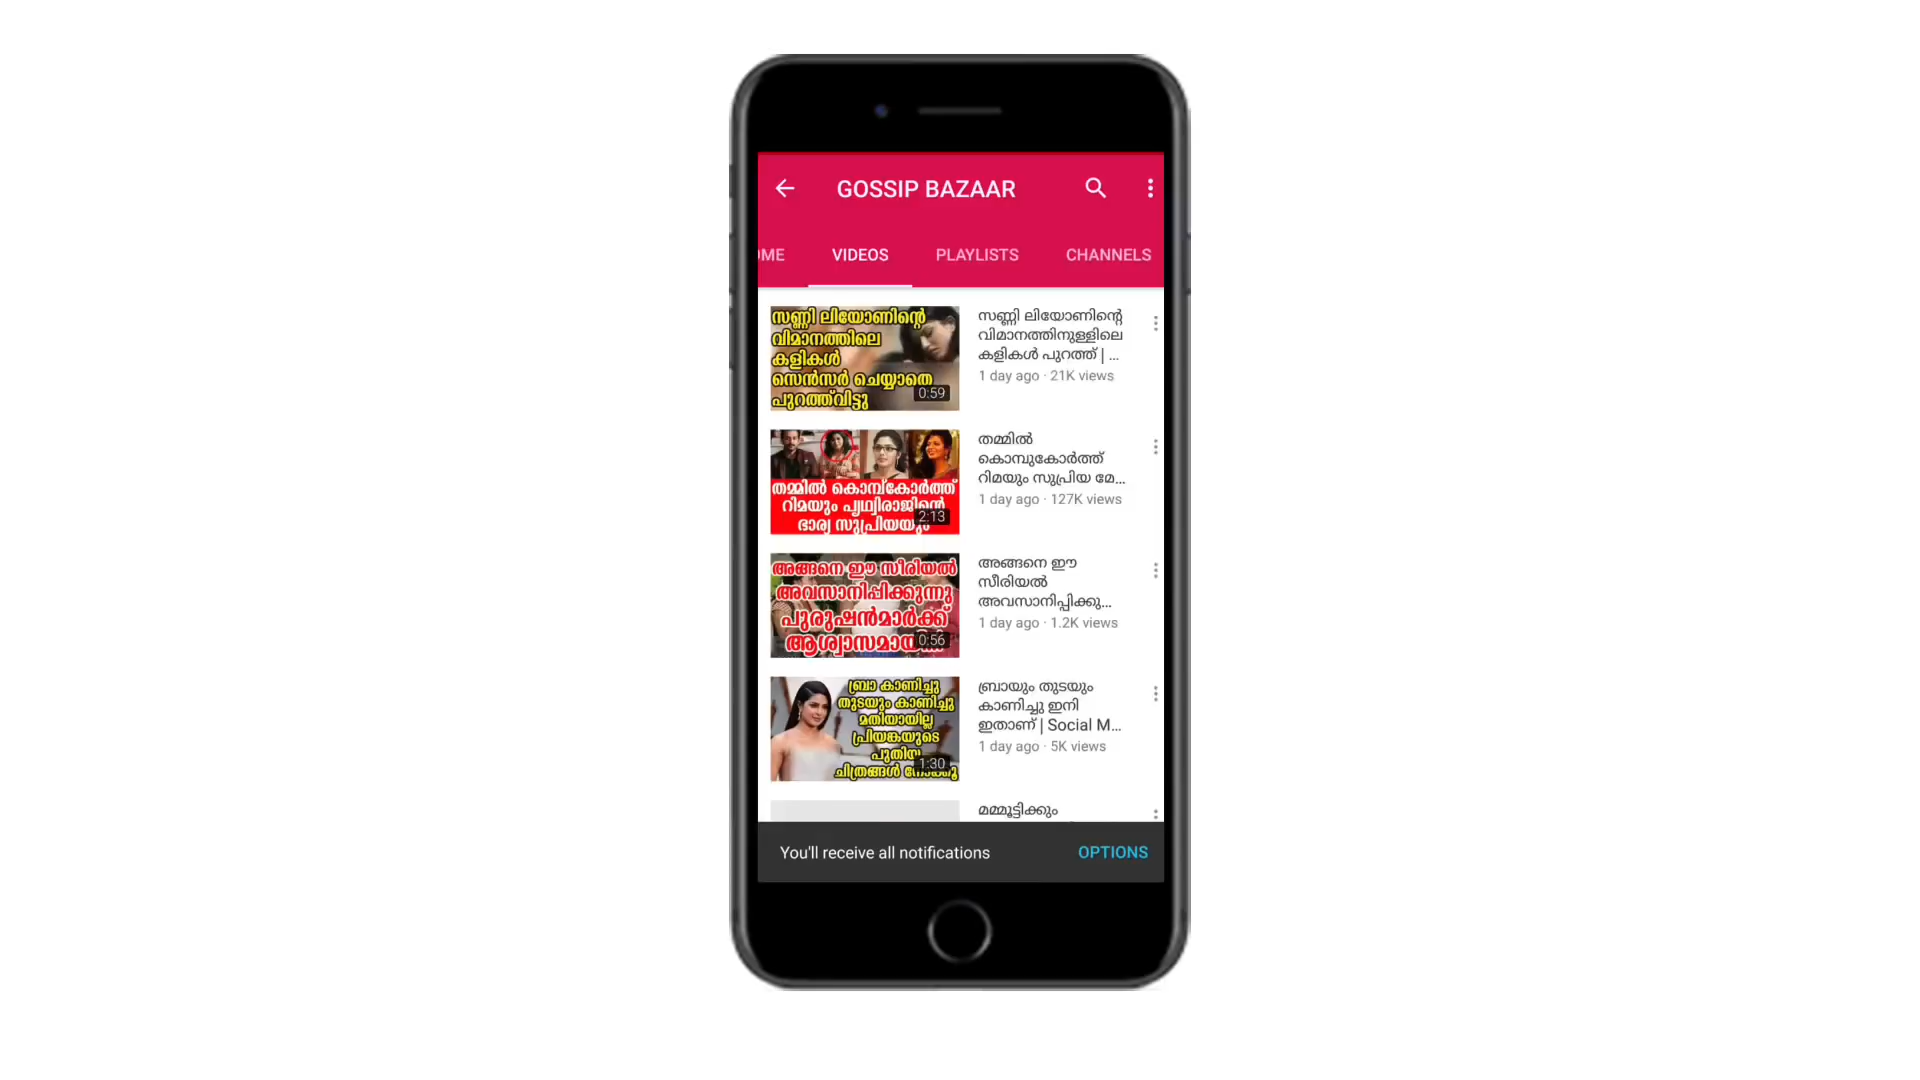 GOSSIP BAZAAR
OME
VIDEOS
PLAYLISTS
CHANNELS
സണ്ണി ലിയോണിന്റെ
വിമാനത്തിലെ
കളികൾ
സെൻസർ ചെയ്യാതെ
പുറത്ത്‌വിട്ടു
0:59
സണ്ണി ലിയോണിന്റെ
വിമാനത്തിനുള്ളിലെ
കളികൾ പുറത്ത് | ...
1 day ago · 21K views
തമ്മിൽ കൊമ്പ്കോർത്ത്
റിമയും പൃഥ്വിരാജിന്റെ
ഭാര്യ സുപ്രിയയും
2:13
തമ്മിൽ
കൊമ്പുകോർത്ത്
റിമയും സുപ്രിയ മേ...
1 day ago · 127K views
അങ്ങനെ ഈ സീരിയൽ
അവസാനിപ്പിക്കുന്നു
പുരുഷൻമാർക്ക്
0:56
അങ്ങനെ ഈ
സീരിയൽ
അവസാനിപ്പിക്കു...
1 day ago · 1.2K views
ബ്രാ കാണിച്ചു
തുടയും കാണിച്ചു
മതിയായില്ല
പ്രിയങ്കയുടെ
പുതിയ
ചിത്രങ്ങൾ നോക്കൂ
1:30
ബ്രായും തുടയും
കാണിച്ചു ഇനി
ഇതാണ് | Social M...
1 day ago · 5K views
മമ്മൂട്ടിക്കും
You'll receive all notifications
OPTIONS